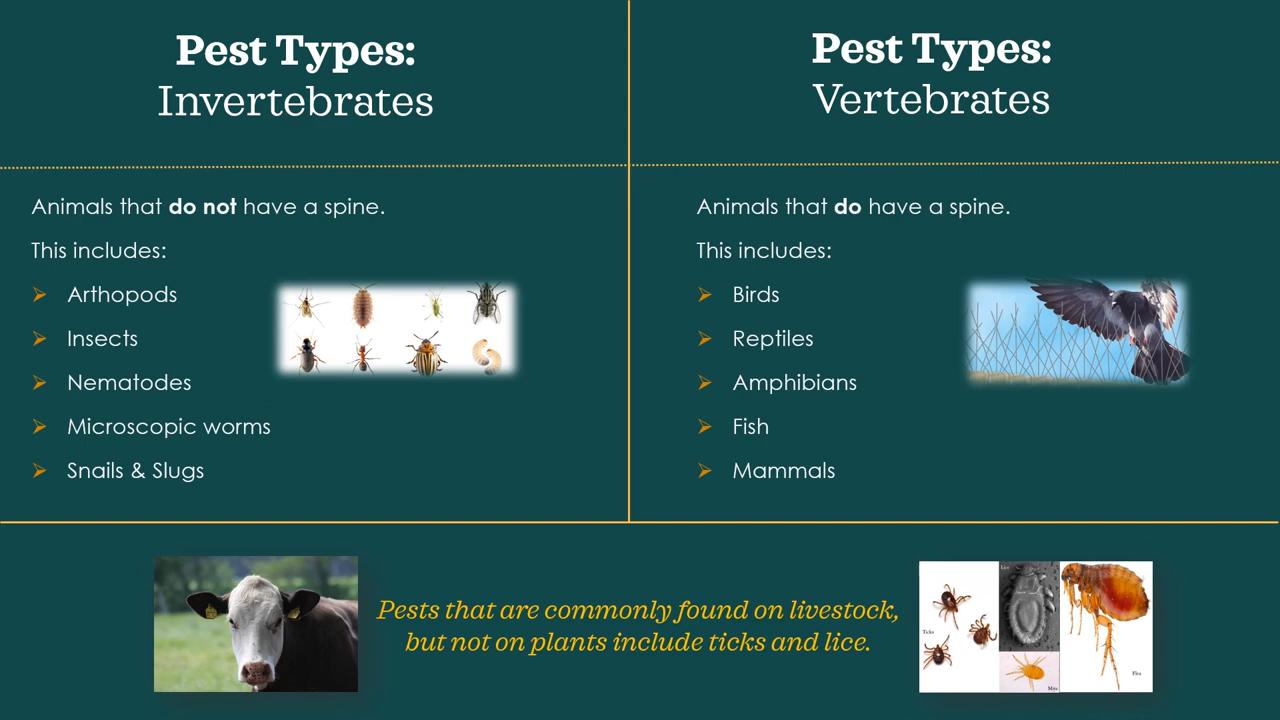 Pest Types:
Invertebrates
Animals that do not have a spine.
This includes:
Arthopods
Insects
Nematodes
Microscopic worms
Snails & Slugs
Pest Types:
Vertebrates
Animals that do have a spine.
This includes:
Birds
Reptiles
Amphibians
Fish
Mammals
Pests that are commonly found on livestock,
but not on plants include ticks and lice.
Ticks
Lice
Mite